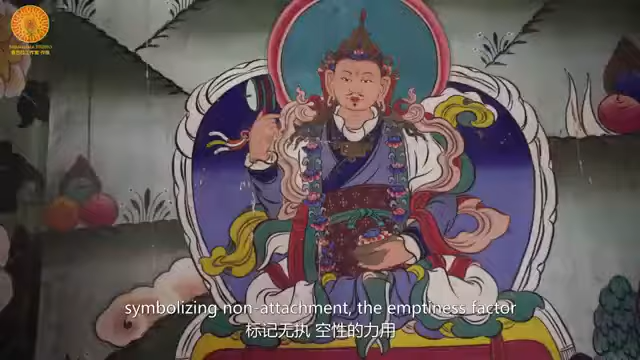 symbolizing non-attachment, the emptiness factor
标记无执 空性的力用